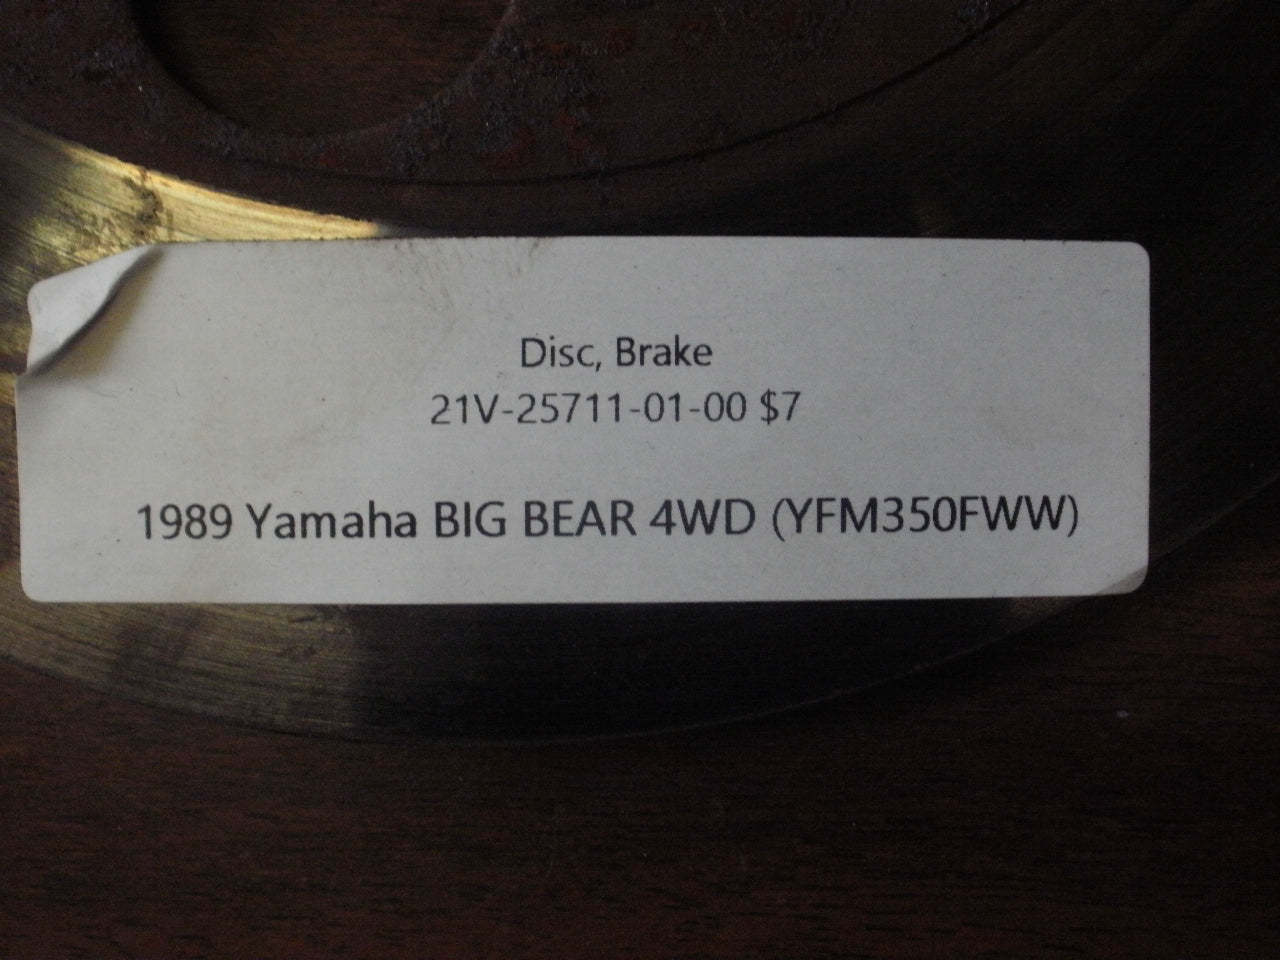 Disc, Brake
21V-25711-01-00 $7
1989 Yamaha BIG BEAR 4WD (YFM350FWW)